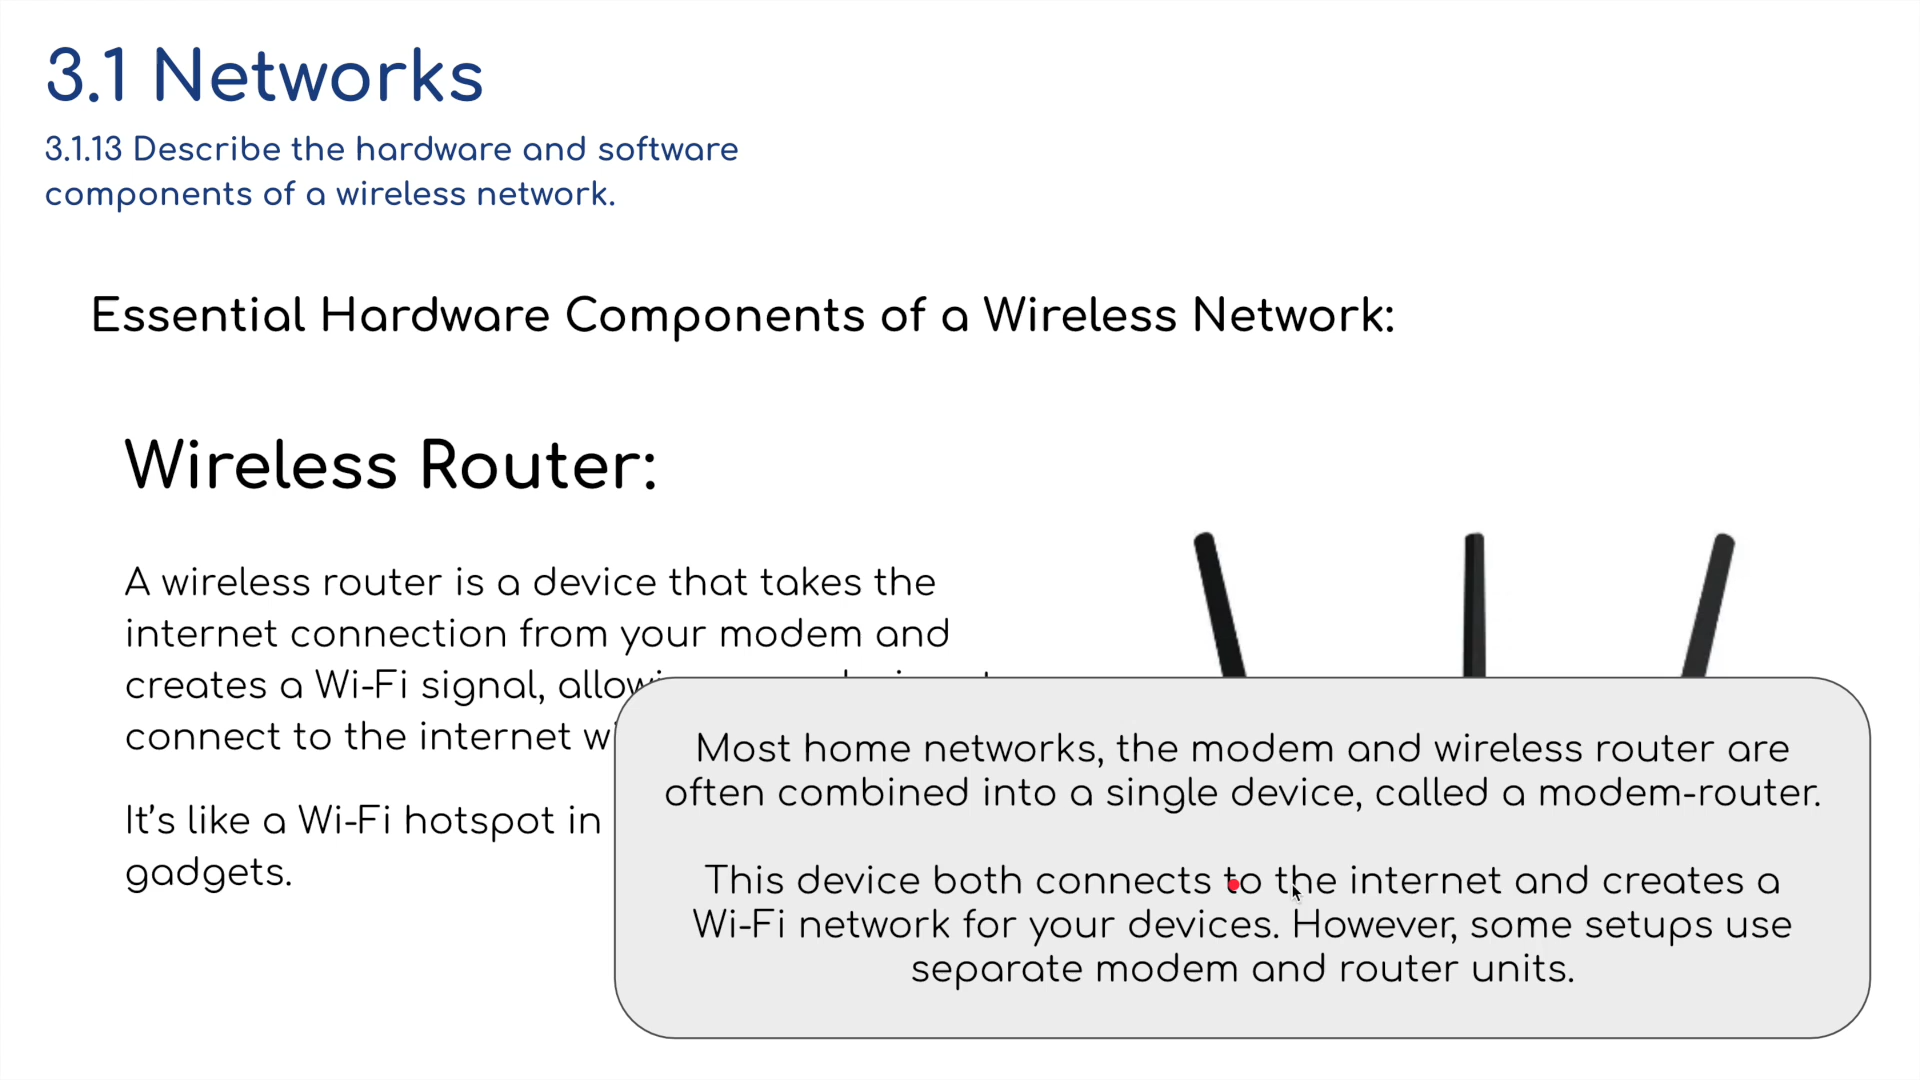 3.1 Networks
3.1.13 Describe the hardware and software
components of a wireless network.
Essential Hardware Components of a Wireless Network:
Wireless Router:
A wireless router is a device that takes the
internet connection from your modem and
creates a Wi-Fi signal,
connect to the internet
It's like a Wi-Fi hotspot in
gadgets.
Most home networks, the modem and wireless router are
often combined into a single device, called a modem-router.
This device both connects to the internet and creates a
Wi-Fi network for your devices. However, some setups use
separate modem and router units.